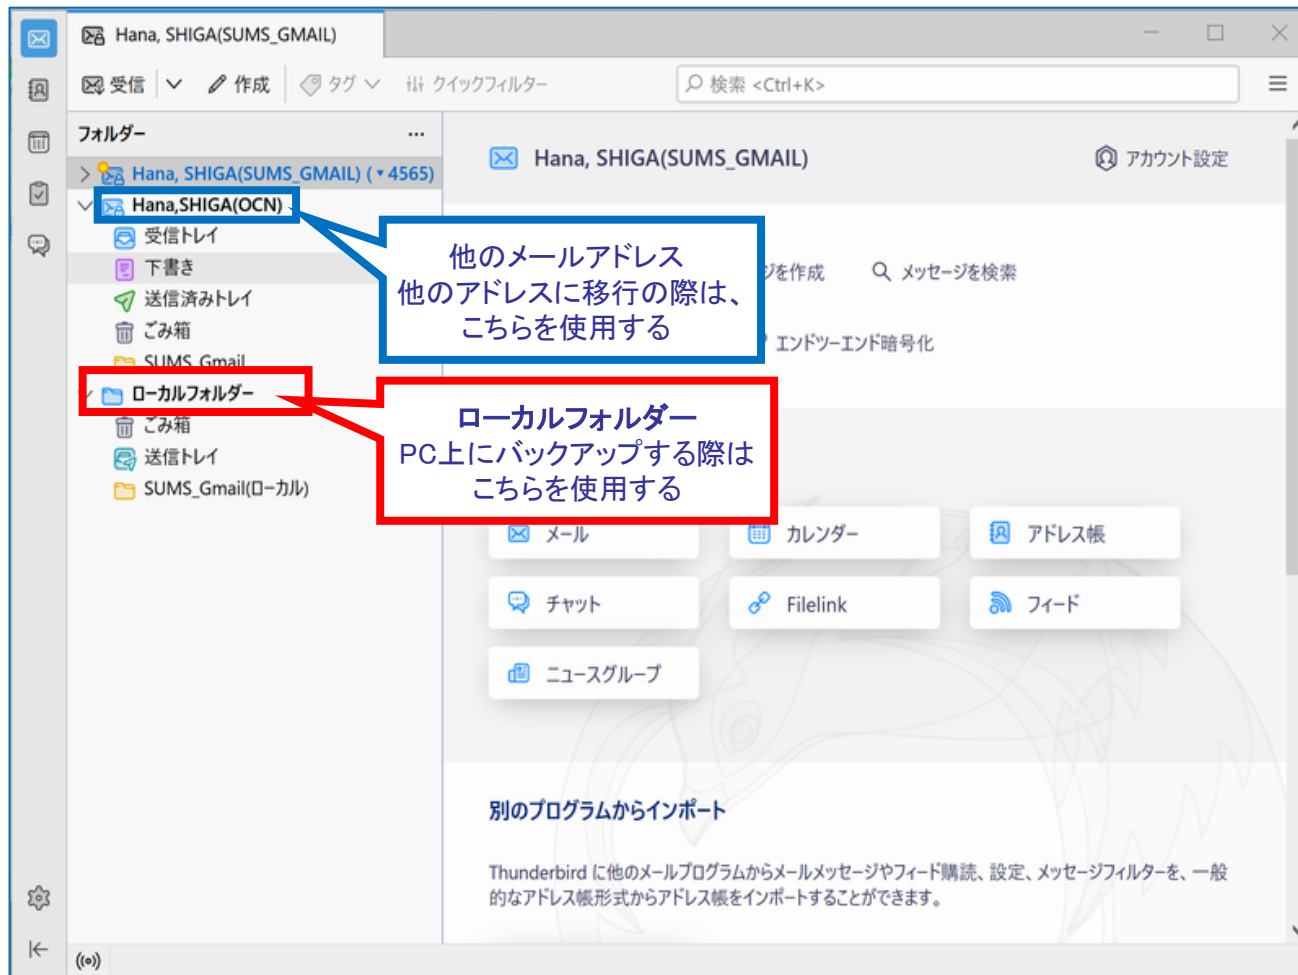 Hana, SHIGA(SUMS_GMAIL)
受信 作成 タグ クイックフィルター 検索 <Ctrl+K>
フォルダー ...
Hana, SHIGA(SUMS_GMAIL) (▾4565)
Hana,SHIGA(OCN)
受信トレイ
下書き
送信済みトレイ
ごみ箱
SUMS_Gmail
ローカルフォルダー
ごみ箱
送信トレイ
SUMS_Gmail(ローカル)
Hana, SHIGA(SUMS_GMAIL) アカウント設定
他のメールアドレス
他のアドレスに移行の際は、
こちらを使用する
ジを作成 メッセージを検索
エンドツーエンド暗号化
ローカルフォルダー
PC上にバックアップする際は
こちらを使用する
メール カレンダー アドレス帳
チャット Filelink フィード
ニュースグループ
別のプログラムからインポート
Thunderbird に他のメールプログラムからメールメッセージやフィード購読、設定、メッセージフィルターを、一般
的なアドレス帳形式からアドレス帳をインポートすることができます。